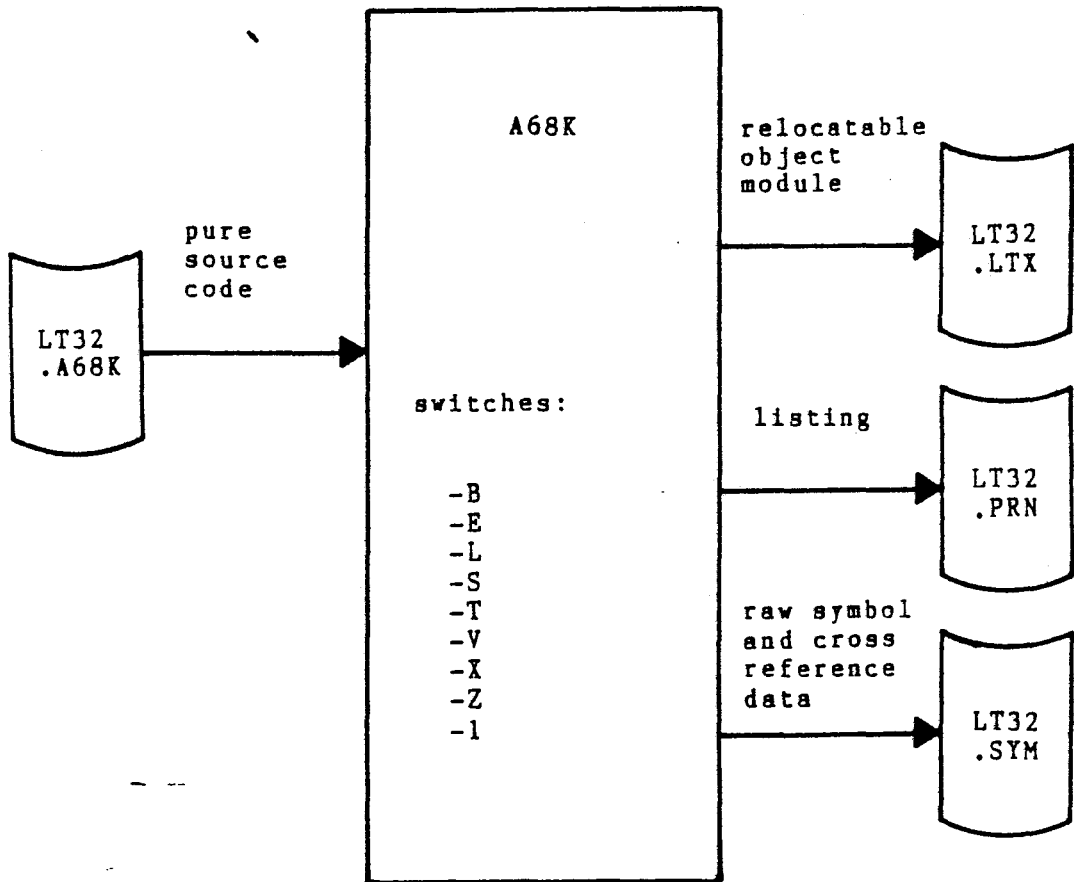 A68K
relocatable
object
module
pure
source
code
LT32
.LTX
LT32
.A68K
switches:
listing
-B
-E
-L
-S
-T
-V
-X
-Z
-1
LT32
.PRN
raw symbol
and cross
reference
data
LT32
.SYM